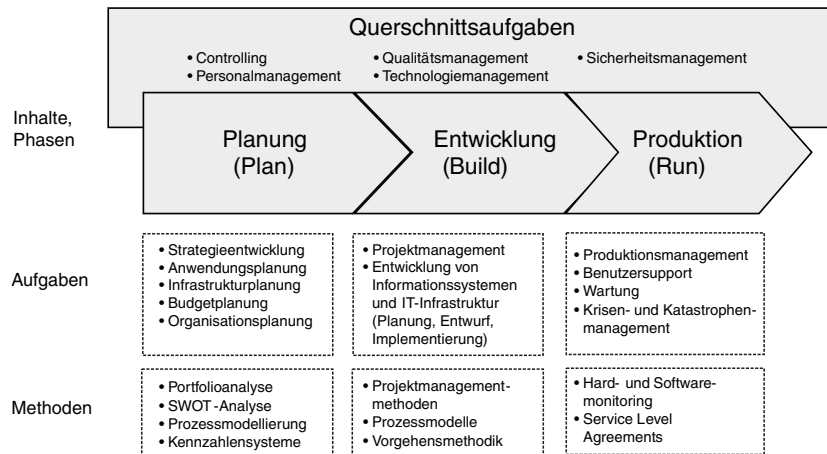 Querschnittsaufgaben
• Controlling
• Personalmanagement
• Qualitätsmanagement
• Technologiemanagement
• Sicherheitsmanagement
Inhalte,
Phasen
Planung
(Plan)
Entwicklung
(Build)
Produktion
(Run)
Aufgaben
• Strategieentwicklung
• Anwendungsplanung
• Infrastrukturplanung
• Budgetplanung
• Organisationsplanung
• Projektmanagement
• Entwicklung von
Informationssystemen
und IT-Infrastruktur
(Planung, Entwurf,
Implementierung)
• Produktionsmanagement
• Benutzersupport
• Wartung
• Krisen- und Katastrophen-
management
Methoden
• Portfolioanalyse
• SWOT-Analyse
• Prozessmodellierung
• Kennzahlensysteme
• Projektmanagement-
methoden
• Prozessmodelle
• Vorgehensmethodik
• Hard- und Software-
monitoring
• Service Level
Agreements